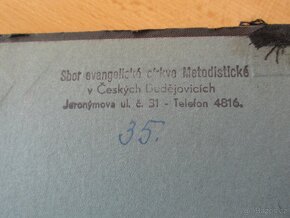 Sbor evangelické církve Metodistické
v Českých Budějovicích
Jeronýmova ul. č. 31 - Telefon 4816.
35.